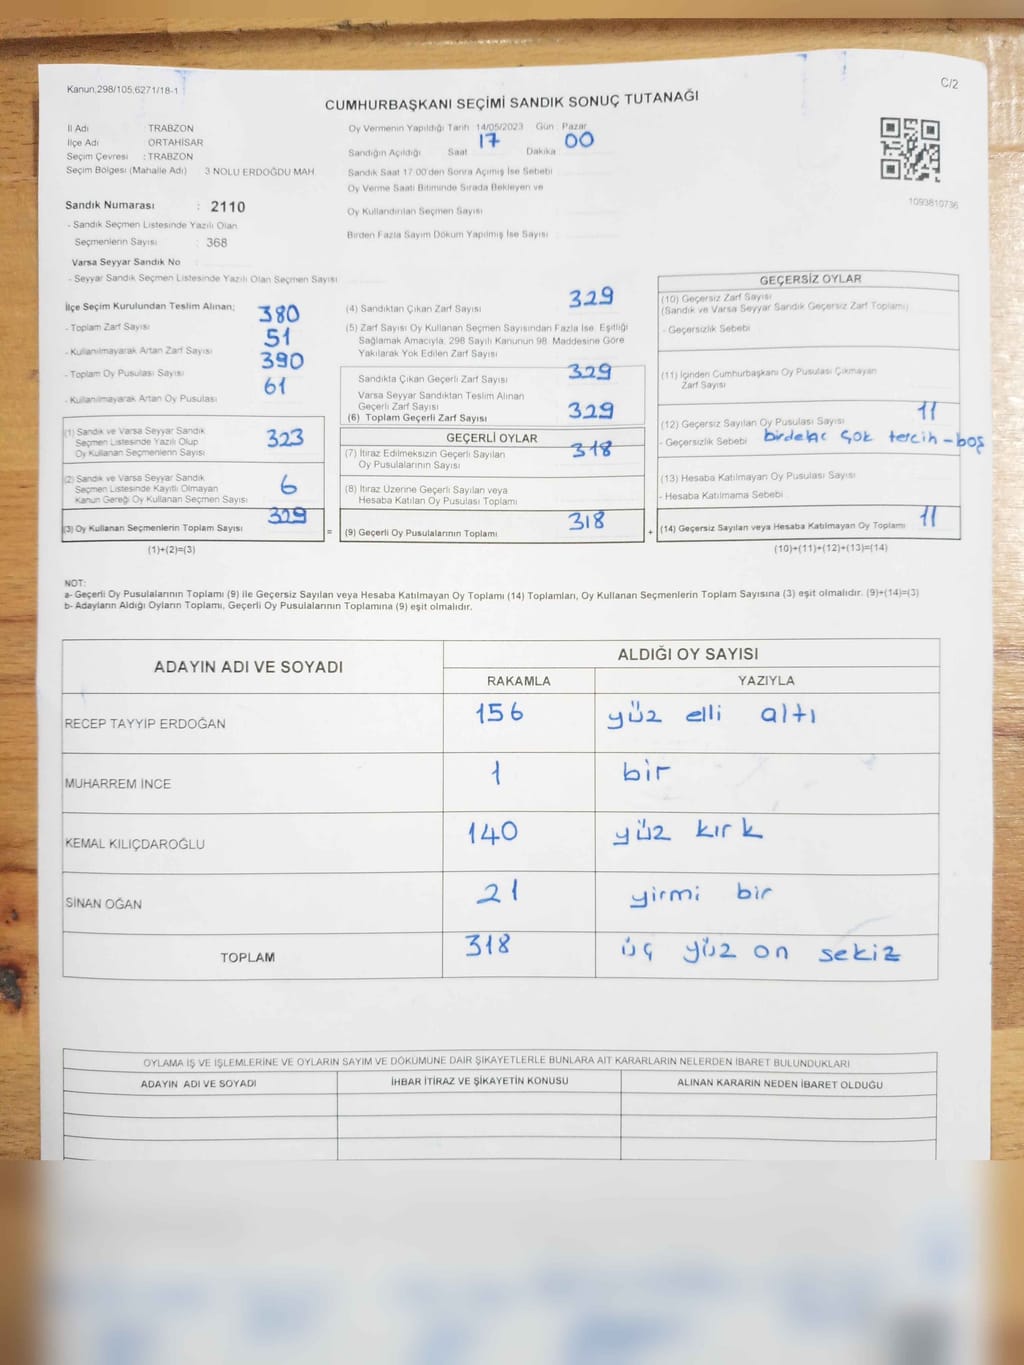 Kanun.298/105,6271/18-1
C/2
CUMHURBAŞKANI SEÇİMİ SANDIK SONUÇ TUTANAĞI
İl Adı TRABZON
İlçe Adı ORTAHİSAR
Seçim Çevresi : TRABZON
Seçim Bölgesi (Mahalle Adı) 3 NOLU ERDOĞDU MAH.
Sandık Numarası : 2110
- Sandık Seçmen Listesinde Yazılı Olan
Seçmenlerin Sayısı : 368
Varsa Seyyar Sandık No
- Seyyar Sandık Seçmen Listesinde Yazılı Olan Seçmen Sayısı
Oy Vermenin Yapıldığı Tarih 14/05/2023 Gün : Pazar
Sandığın Açıldığı Saat 17 Dakika 00
Sandık Saat 17:00'den Sonra Açılmış İse Sebebi
Oy Verme Saati Bitiminde Sırada Bekleyen ve
Oy Kullandırılan Seçmen Sayısı
Birden Fazla Sayım Döküm Yapılmış İse Sayısı
1093810736
İlçe Seçim Kurulundan Teslim Alınan;
- Toplam Zarf Sayısı 380
- Kullanılmayarak Artan Zarf Sayısı 51
- Toplam Oy Pusulası Sayısı 390
- Kullanılmayarak Artan Oy Pusulası 61
(1) Sandık ve Varsa Seyyar Sandık
Seçmen Listesinde Yazılı Olup
Oy Kullanan Seçmenlerin Sayısı 323
(2) Sandık ve Varsa Seyyar Sandık
Seçmen Listesinde Kayıtlı Olmayan
Kanun Gereği Oy Kullanan Seçmen Sayısı 6
(3) Oy Kullanan Seçmenlerin Toplam Sayısı 329
(1)+(2)=(3)
=
(4) Sandıktan Çıkan Zarf Sayısı 329
(5) Zarf Sayısı Oy Kullanan Seçmen Sayısından Fazla İse, Eşitliği
Sağlamak Amacıyla, 298 Sayılı Kanunun 98. Maddesine Göre
Yakılarak Yok Edilen Zarf Sayısı
Sandıkta Çıkan Geçerli Zarf Sayısı 329
Varsa Seyyar Sandıktan Teslim Alınan
Geçerli Zarf Sayısı
(6) Toplam Geçerli Zarf Sayısı 329
GEÇERLİ OYLAR
(7) İtiraz Edilmeksizin Geçerli Sayılan
Oy Pusulalarının Sayısı 318
(8) İtiraz Üzerine Geçerli Sayılan veya
Hesaba Katılan Oy Pusulası Toplamı
(9) Geçerli Oy Pusulalarının Toplamı 318
+
GEÇERSİZ OYLAR
(10) Geçersiz Zarf Sayısı
(Sandık ve Varsa Seyyar Sandık Geçersiz Zarf Toplamı)
- Geçersizlik Sebebi
(11) İçinden Cumhurbaşkanı Oy Pusulası Çıkmayan
Zarf Sayısı
(12) Geçersiz Sayılan Oy Pusulası Sayısı 11
- Geçersizlik Sebebi birden çok tercih-boş
(13) Hesaba Katılmayan Oy Pusulası Sayısı
- Hesaba Katılmama Sebebi
(14) Geçersiz Sayılan veya Hesaba Katılmayan Oy Toplamı 11
(10)+(11)+(12)+(13)=(14)
NOT:
a- Geçerli Oy Pusulalarının Toplamı (9) ile Geçersiz Sayılan veya Hesaba Katılmayan Oy Toplamı (14) Toplamları, Oy Kullanan Seçmenlerin Toplam Sayısına (3) eşit olmalıdır. (9)+(14)=(3)
b- Adayların Aldığı Oyların Toplamı, Geçerli Oy Pusulalarının Toplamına (9) eşit olmalıdır.
ADAYIN ADI VE SOYADI ALDIĞI OY SAYISI
RAKAMLA YAZIYLA
RECEP TAYYİP ERDOĞAN 156 yüz elli altı
MUHARREM İNCE 1 bir
KEMAL KILIÇDAROĞLU 140 yüz kırk
SİNAN OĞAN 21 yirmi bir
TOPLAM 318 üç yüz on sekiz
OYLAMA İŞ VE İŞLEMLERİNE VE OYLARIN SAYIM VE DÖKÜMÜNE DAİR ŞİKAYETLERLE BUNLARA AİT KARARLARIN NELERDEN İBARET BULUNDUKLARI
ADAYIN ADI VE SOYADI İHBAR İTİRAZ VE ŞİKAYETİN KONUSU ALINAN KARARIN NEDEN İBARET OLDUĞU